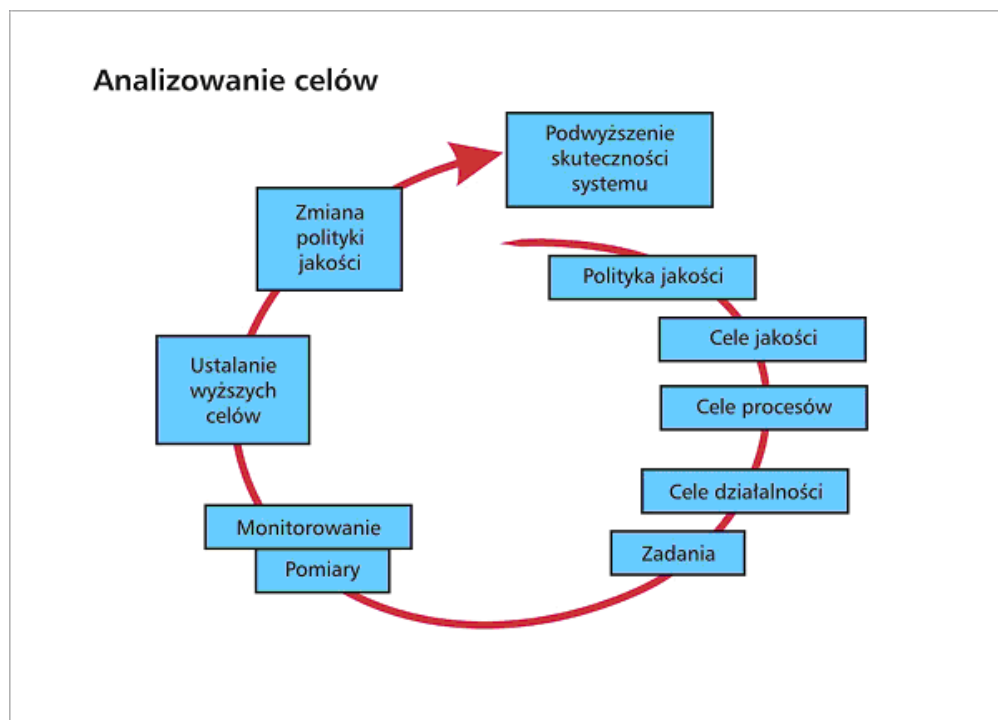 Analizowanie celów
Podwyższenie
skuteczności
systemu
Polityka jakości
Cele jakości
Cele procesów
Cele działalności
Zadania
Pomiary
Monitorowanie
Ustalanie
wyższych
celów
Zmiana
polityki
jakości